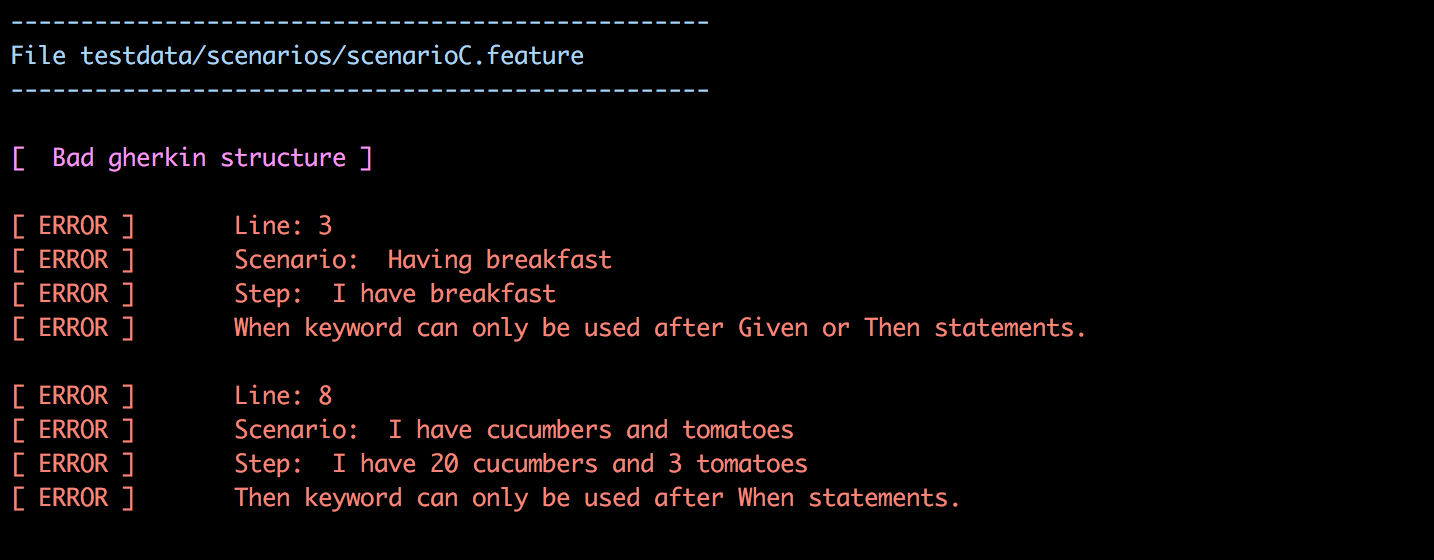 --------------------------------------------------
File testdata/scenarios/scenarioC.feature
--------------------------------------------------
[  Bad gherkin structure ]
[ ERROR ]       Line: 3
[ ERROR ]       Scenario:  Having breakfast
[ ERROR ]       Step:  I have breakfast
[ ERROR ]       When keyword can only be used after Given or Then statements.
[ ERROR ]       Line: 8
[ ERROR ]       Scenario:  I have cucumbers and tomatoes
[ ERROR ]       Step:  I have 20 cucumbers and 3 tomatoes
[ ERROR ]       Then keyword can only be used after When statements.